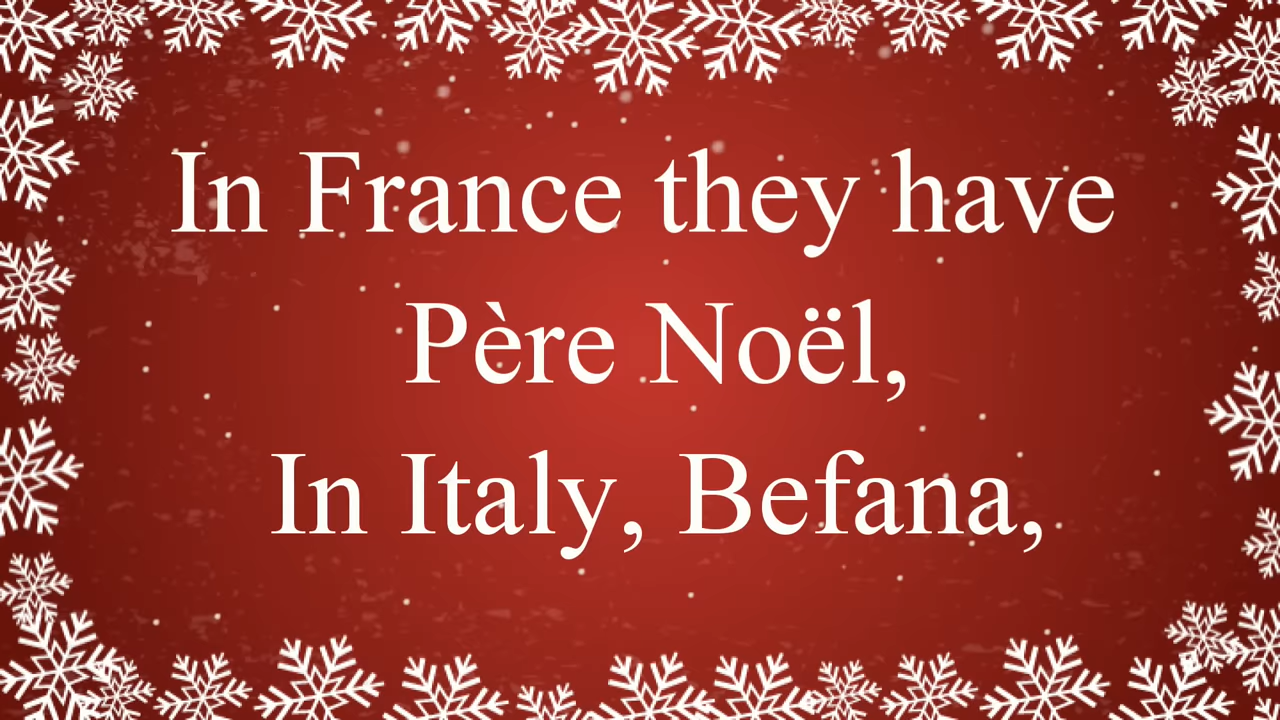 In France they have
Père Noël,
In Italy, Befana,